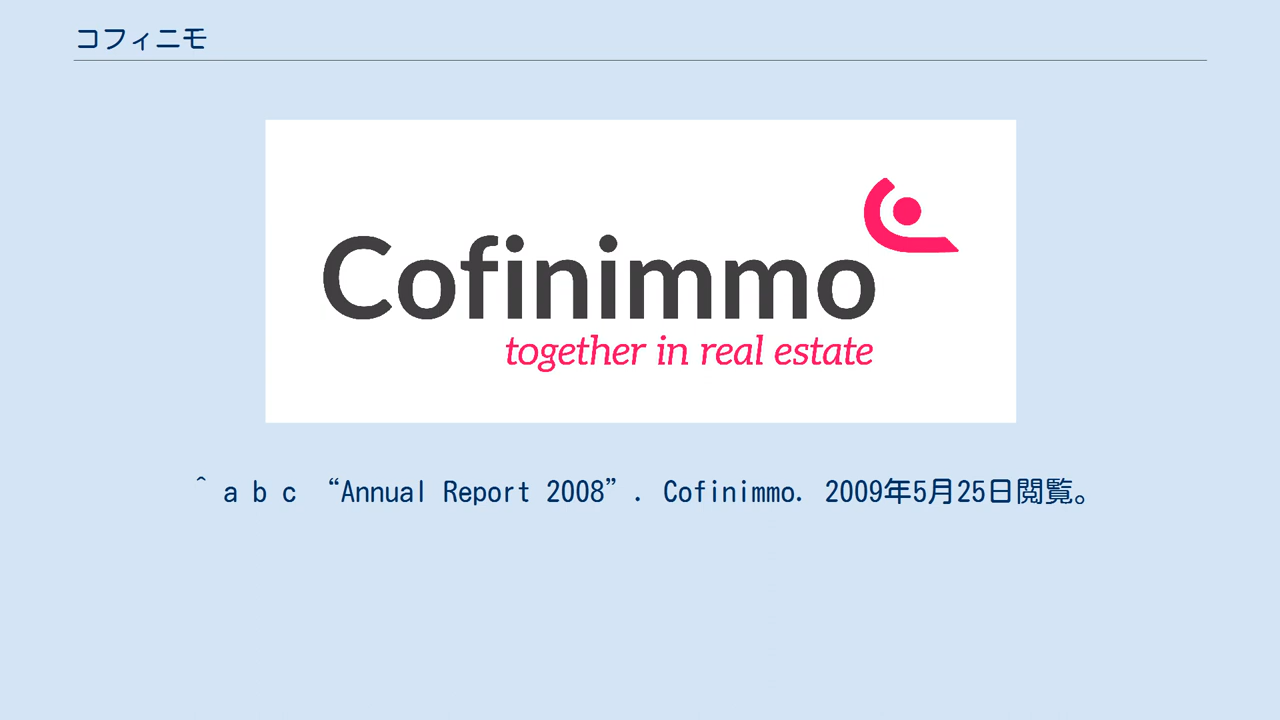 コフィニモ
Cofinimmo
together in real estate
^ a b c “Annual Report 2008”. Cofinimmo. 2009年5月25日閲覧。